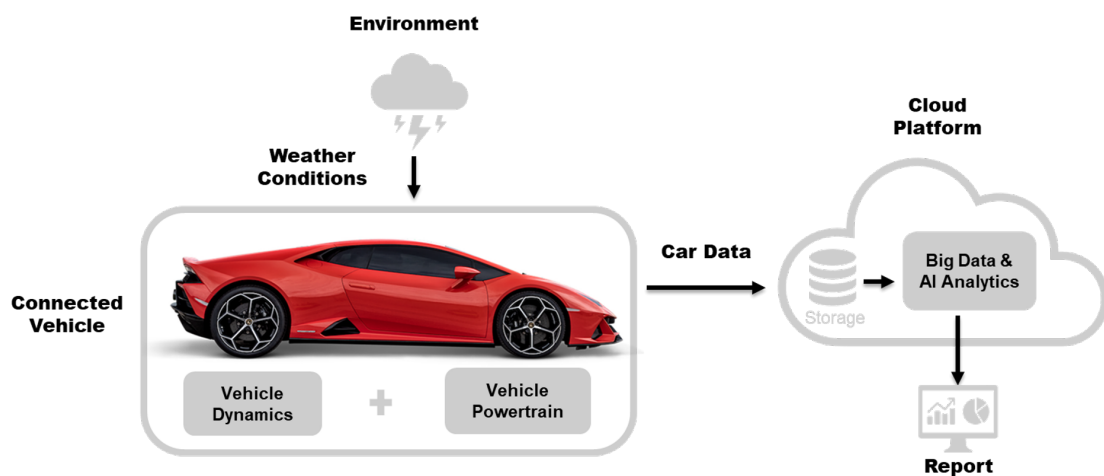 Environment
Weather
Conditions
Connected
Vehicle
Vehicle
Dynamics
+
Vehicle
Powertrain
Car Data
Cloud
Platform
Storage
Big Data &
AI Analytics
Report